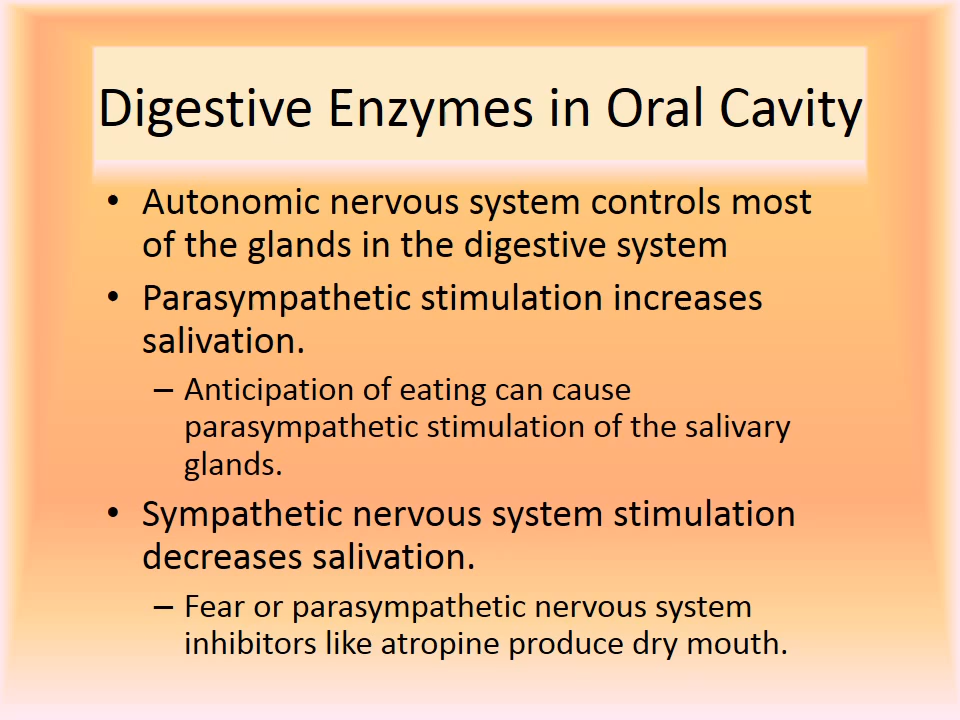 Digestive Enzymes in Oral Cavity
• Autonomic nervous system controls most
of the glands in the digestive system
• Parasympathetic stimulation increases
salivation.
– Anticipation of eating can cause
parasympathetic stimulation of the salivary
glands.
• Sympathetic nervous system stimulation
decreases salivation.
– Fear or parasympathetic nervous system
inhibitors like atropine produce dry mouth.